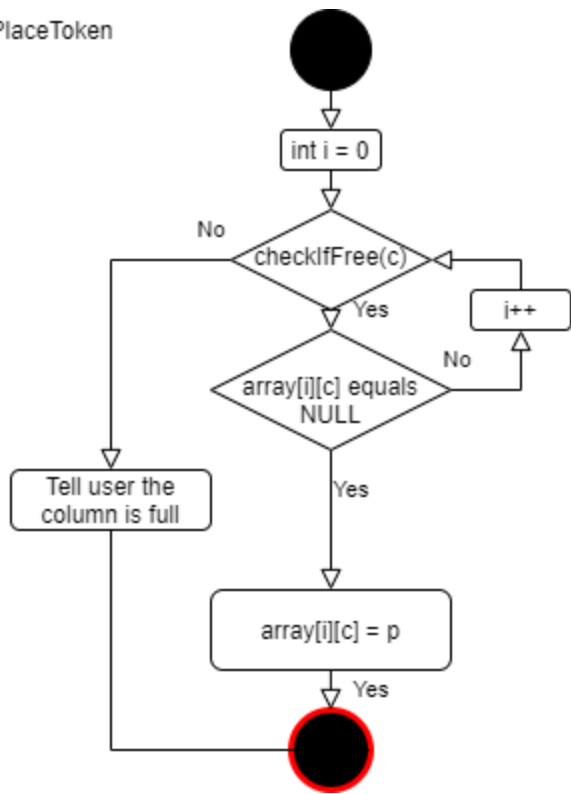 PlaceToken
int i = 0
No
checkIfFree(c)
Yes
i++
No
array[i][c] equals
NULL
Tell user the
column is full
Yes
array[i][c] = p
Yes